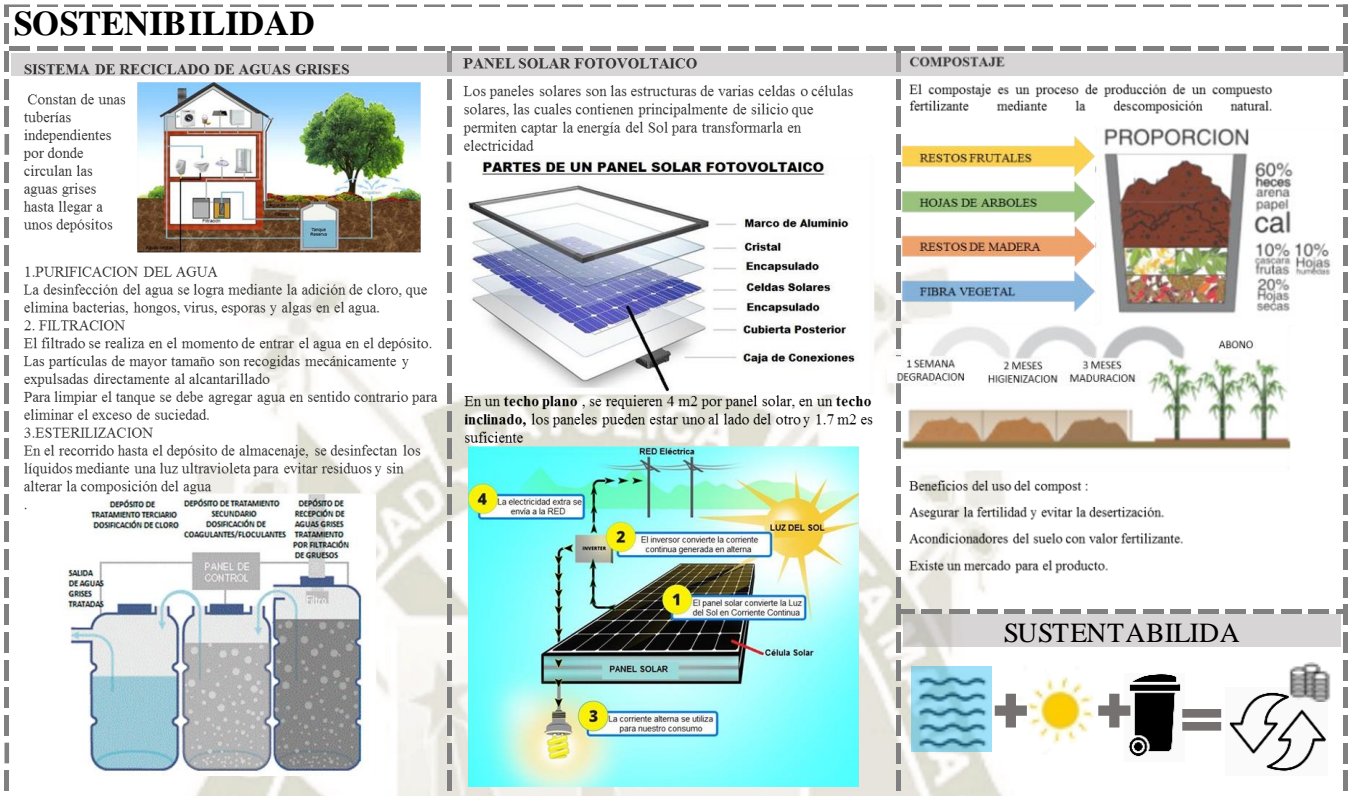 SOSTENIBILIDAD
SISTEMA DE RECICLADO DE AGUAS GRISES
Constan de unas
tuberías
independientes
por donde
circulan las
aguas grises
hasta llegar a
unos depósitos
Filtración
Tanque
Reserva
1.PURIFICACION DEL AGUA
La desinfección del agua se logra mediante la adición de cloro, que
elimina bacterias, hongos, virus, esporas y algas en el agua.
2. FILTRACION
El filtrado se realiza en el momento de entrar el agua en el depósito.
Las partículas de mayor tamaño son recogidas mecánicamente y
expulsadas directamente al alcantarillado
Para limpiar el tanque se debe agregar agua en sentido contrario para
eliminar el exceso de suciedad.
3.ESTERILIZACION
En el recorrido hasta el depósito de almacenaje, se desinfectan los
líquidos mediante una luz ultravioleta para evitar residuos y sin
alterar la composición del agua
.
DEPÓSITO DE
TRATAMIENTO TERCIARIO
DOSIFICACIÓN DE CLORO
DEPÓSITO DE TRATAMIENTO
SECUNDARIO
DOSIFICACIÓN DE
COAGULANTES/FLOCULANTES
DEPÓSITO DE
RECEPCIÓN DE
AGUAS GRISES
TRATAMIENTO
POR FILTRACIÓN
DE GRUESOS
PANEL DE
CONTROL
SALIDA
DE AGUAS
GRISES
TRATADAS
Filtro
PANEL SOLAR FOTOVOLTAICO
Los paneles solares son las estructuras de varias celdas o células
solares, las cuales contienen principalmente de silicio que
permiten captar la energía del Sol para transformarla en
electricidad
PARTES DE UN PANEL SOLAR FOTOVOLTAICO
Marco de Aluminio
Cristal
Encapsulado
Celdas Solares
Encapsulado
Cubierta Posterior
Caja de Conexiones
En un techo plano , se requieren 4 m2 por panel solar, en un techo
inclinado, los paneles pueden estar uno al lado del otro y 1.7 m2 es
suficiente
RED Eléctrica
4
La electricidad extra se
envía a la RED
LUZ DEL SOL
INVERTER
2
El inversor convierte la corriente
continua generada en alterna
1
El panel solar convierte la Luz
del Sol en Corriente Continua
Célula Solar
PANEL SOLAR
3
La corriente alterna se utiliza
para nuestro consumo
COMPOSTAJE
El compostaje es un proceso de producción de un compuesto
fertilizante mediante la descomposición natural.
PROPORCION
RESTOS FRUTALES
HOJAS DE ARBOLES
RESTOS DE MADERA
FIBRA VEGETAL
60%
heces
arena
papel
cal
10%
cascara
frutas
10%
Hojas
humedas
20%
Hojas
secas
1 SEMANA
DEGRADACION
2 MESES
HIGIENIZACION
3 MESES
MADURACION
ABONO
Beneficios del uso del compost :
Asegurar la fertilidad y evitar la desertización.
Acondicionadores del suelo con valor fertilizante.
Existe un mercado para el producto.
SUSTENTABILIDA